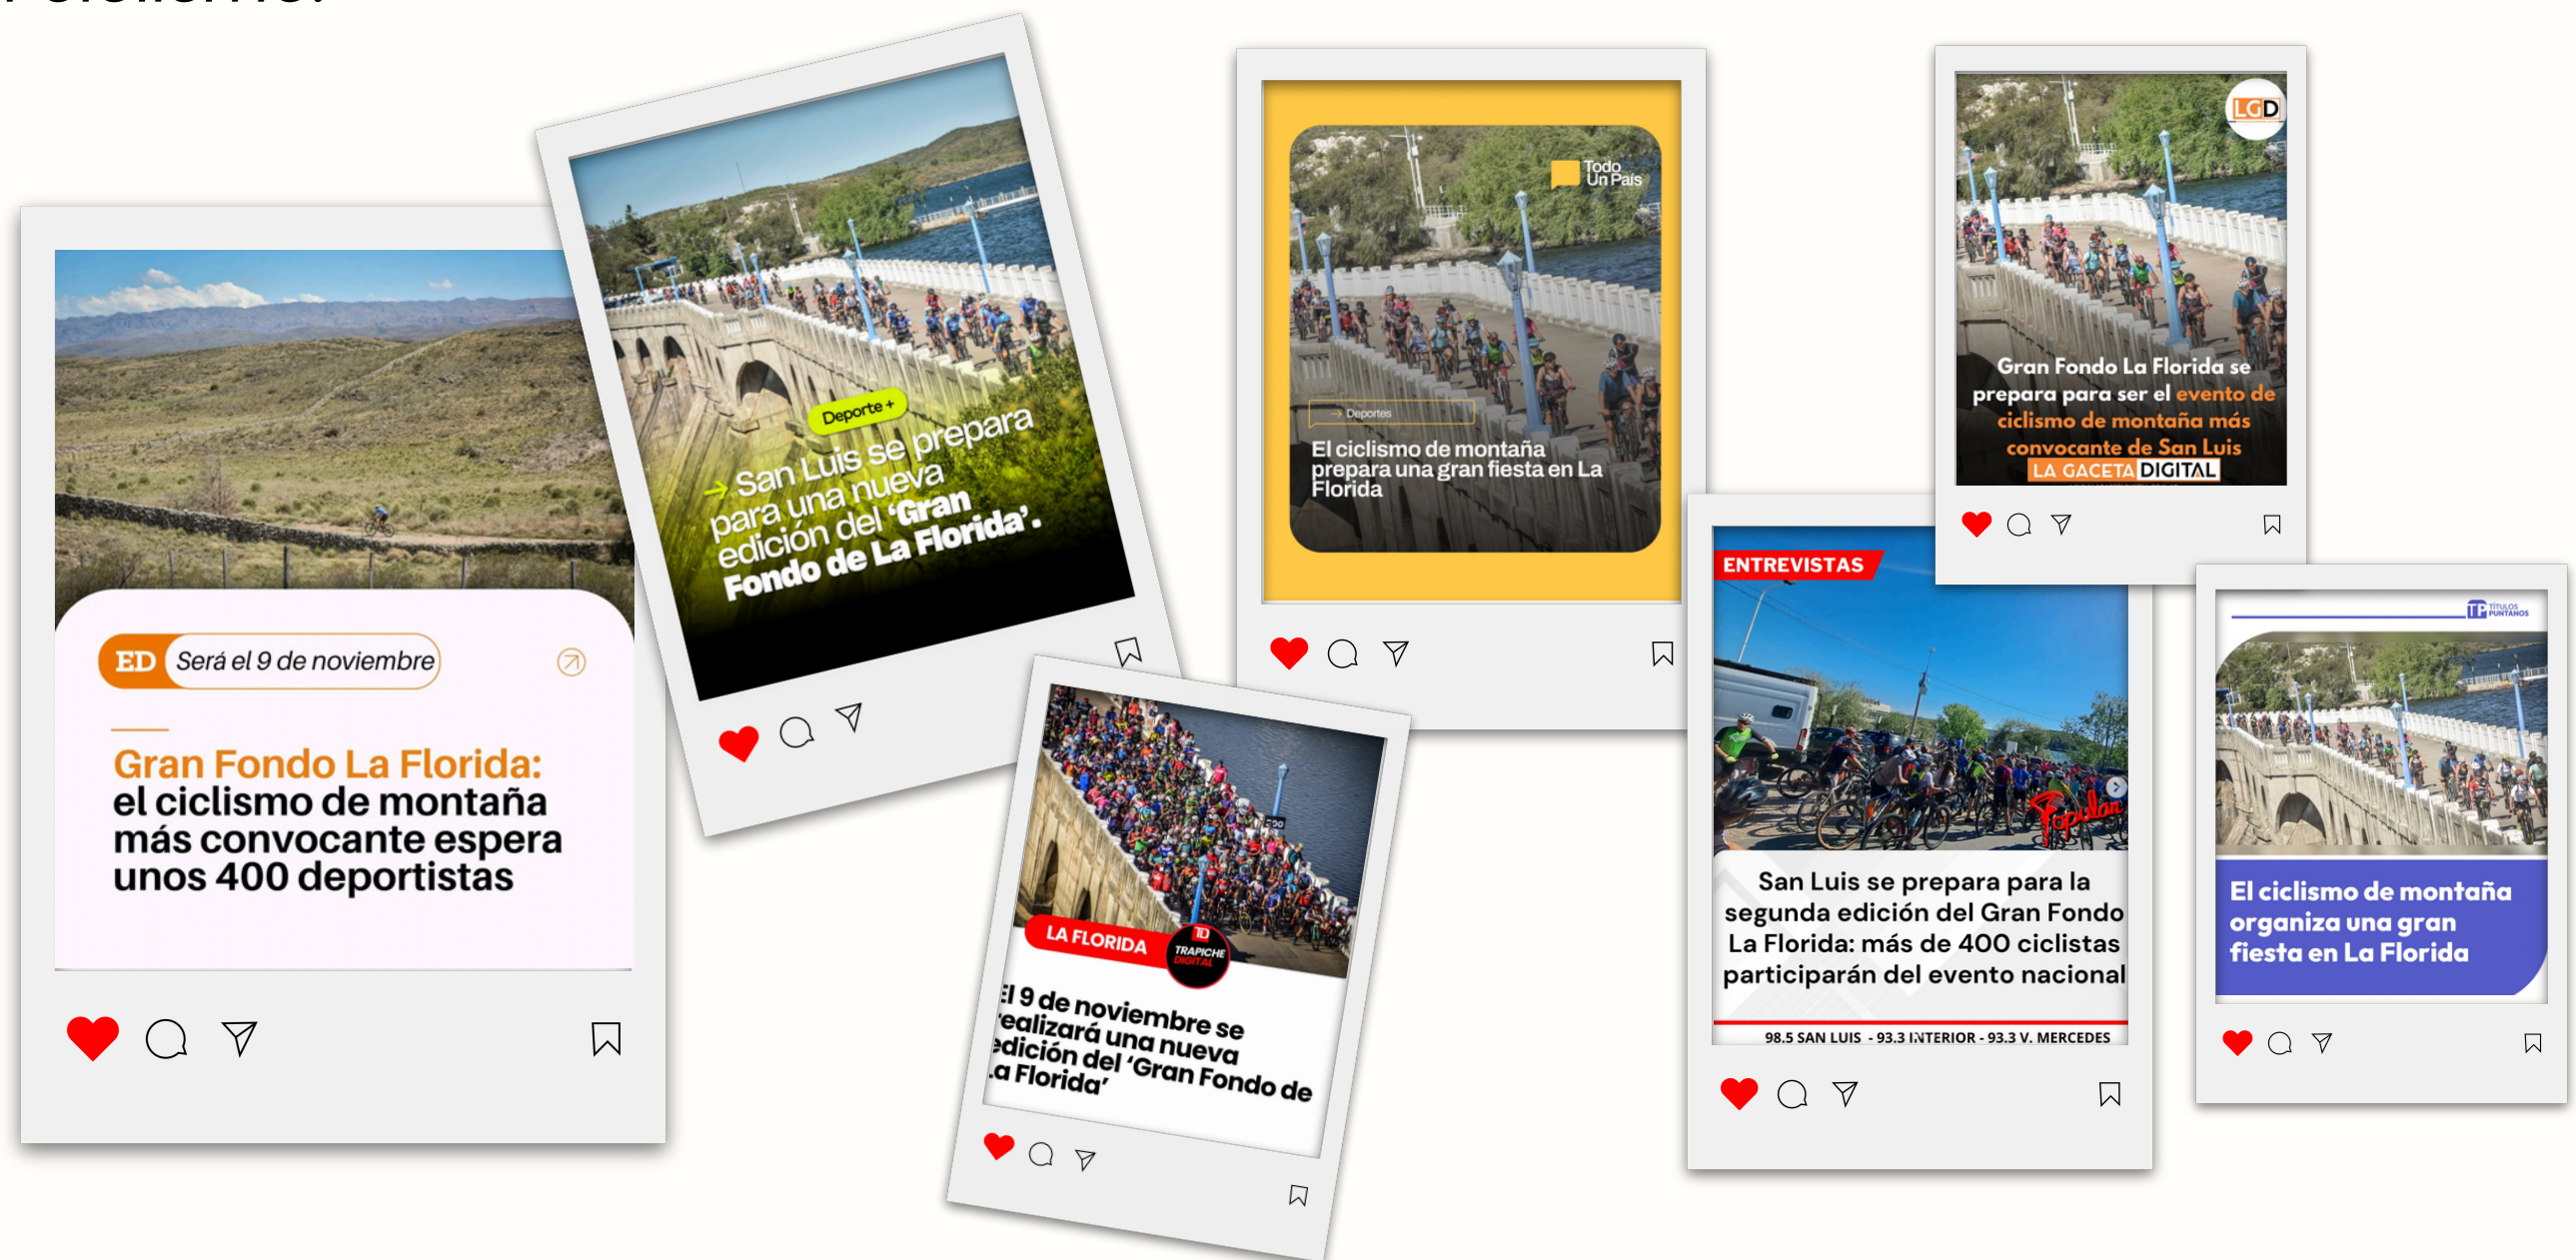 ciclismo.
ED Será el 9 de noviembre
Gran Fondo La Florida:
el ciclismo de montaña
más convocante espera
unos 400 deportistas
Deporte +
→ San Luis se prepara
para una nueva
edición del ‘Gran
Fondo de La Florida’.
Todo
Un País
→ Deportes
El ciclismo de montaña
prepara una gran fiesta en La
Florida
LA FLORIDA
TD
TRAPICHE
DIGITAL
El 9 de noviembre se
realizará una nueva
edición del ‘Gran Fondo de
La Florida’
LGD
Gran Fondo La Florida se
prepara para ser el evento de
ciclismo de montaña más
convocante de San Luis
LA GACETA DIGITAL
ENTREVISTAS
Popular
San Luis se prepara para la
segunda edición del Gran Fondo
La Florida: más de 400 ciclistas
participarán del evento nacional
98.5 SAN LUIS - 93.3 INTERIOR - 93.3 V. MERCEDES
TP TÍTULOS
PUNTANOS
El ciclismo de montaña
organiza una gran
fiesta en La Florida